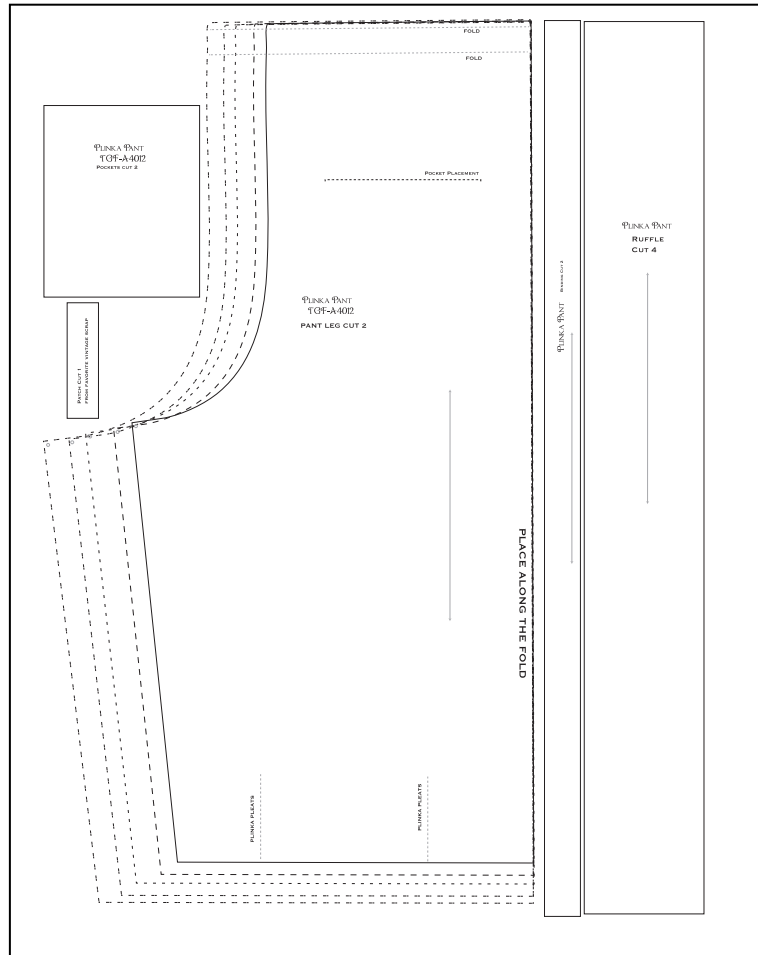 FOLD
FOLD
PLINKA PANT
TGF-A4012
POCKETS CUT 2
POCKET PLACEMENT
PLINKA PANT
RUFFLE
CUT 4
PLINKA PANT
BINDING CUT 2
PLINKA PANT
TGF-A4012
PANT LEG CUT 2
PATCH CUT 1
FROM FAVORITE VINTAGE SCRAP
PLACE ALONG THE FOLD
PLINKA PLEATS
PLINKA PLEATS